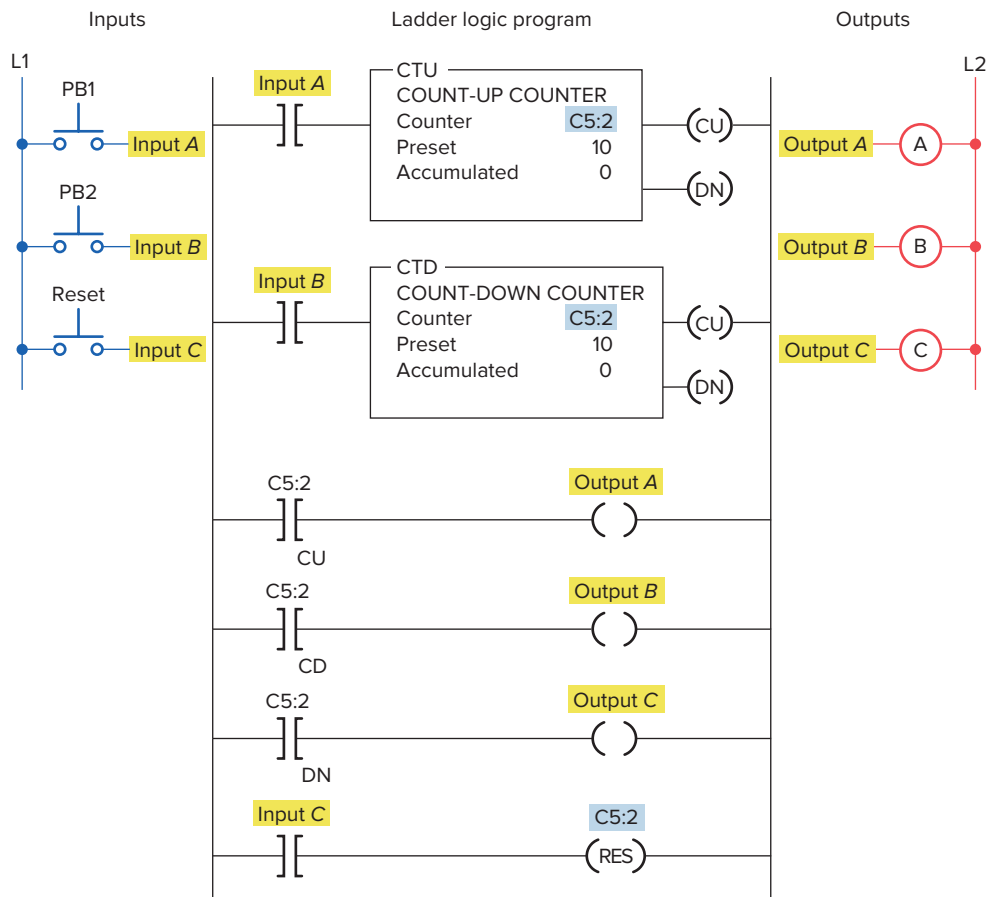 Inputs
Ladder logic program
Outputs
L1
L2
PB1
Input A
PB2
Input B
Reset
Input C
Input A
CTU
COUNT-UP COUNTER
Counter C5:2
Preset 10
Accumulated 0
CU
DN
Input B
CTD
COUNT-DOWN COUNTER
Counter C5:2
Preset 10
Accumulated 0
CU
DN
C5:2
CU
Output A
C5:2
CD
Output B
C5:2
DN
Output C
Input C
C5:2
RES
Output A
A
Output B
B
Output C
C